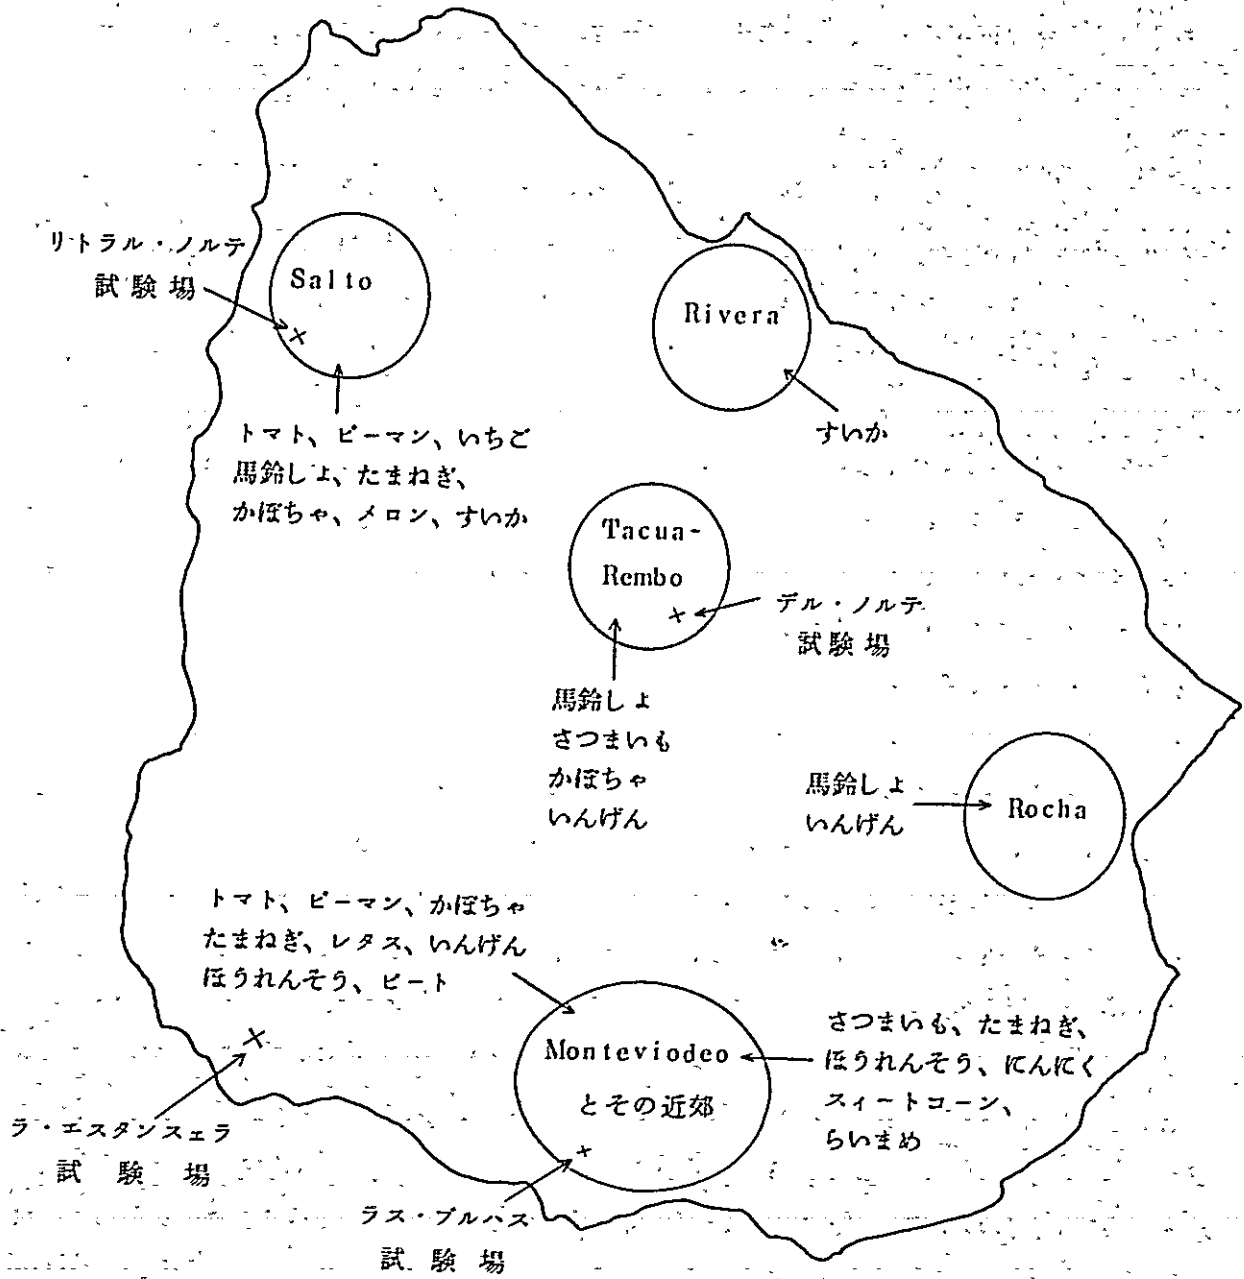 リトラル・ノルテ
試験場
Salto
Rivera
トマト、ピーマン、いちご
馬鈴しょ、たまねぎ、
かぼちゃ、メロン、すいか
すいか
Tacua-
Rembo
デル・ノルテ
試験場
馬鈴しょ
さつまいも
かぼちゃ
いんげん
馬鈴しょ
いんげん
Rocha
トマト、ピーマン、かぼちゃ
たまねぎ、レタス、いんげん
ほうれんそう、ビート
Monteviodeo
とその近郊
さつまいも、たまねぎ、
ほうれんそう、にんにく
スィートコーン、
らいまめ
ラ・エスタンスェラ
試験場
ラス・ブルハス
試験場